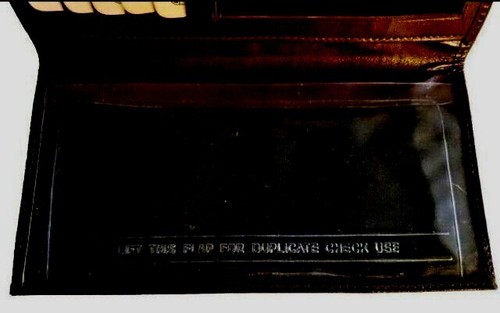 LIFT THIS FLAP FOR DUPLICATE CHECK USE